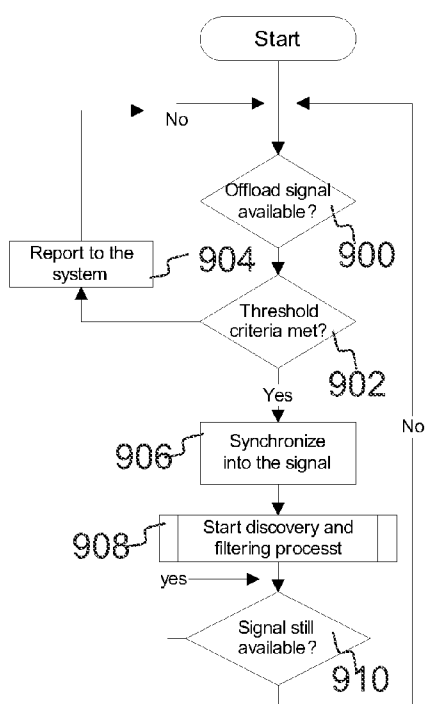 Start
No
Offload signal
available?
900
Report to the
system
904
Threshold
criteria met?
902
Yes
No
Synchronize
into the signal
906
Start discovery and
filtering processt
908
yes
Signal still
available?
910